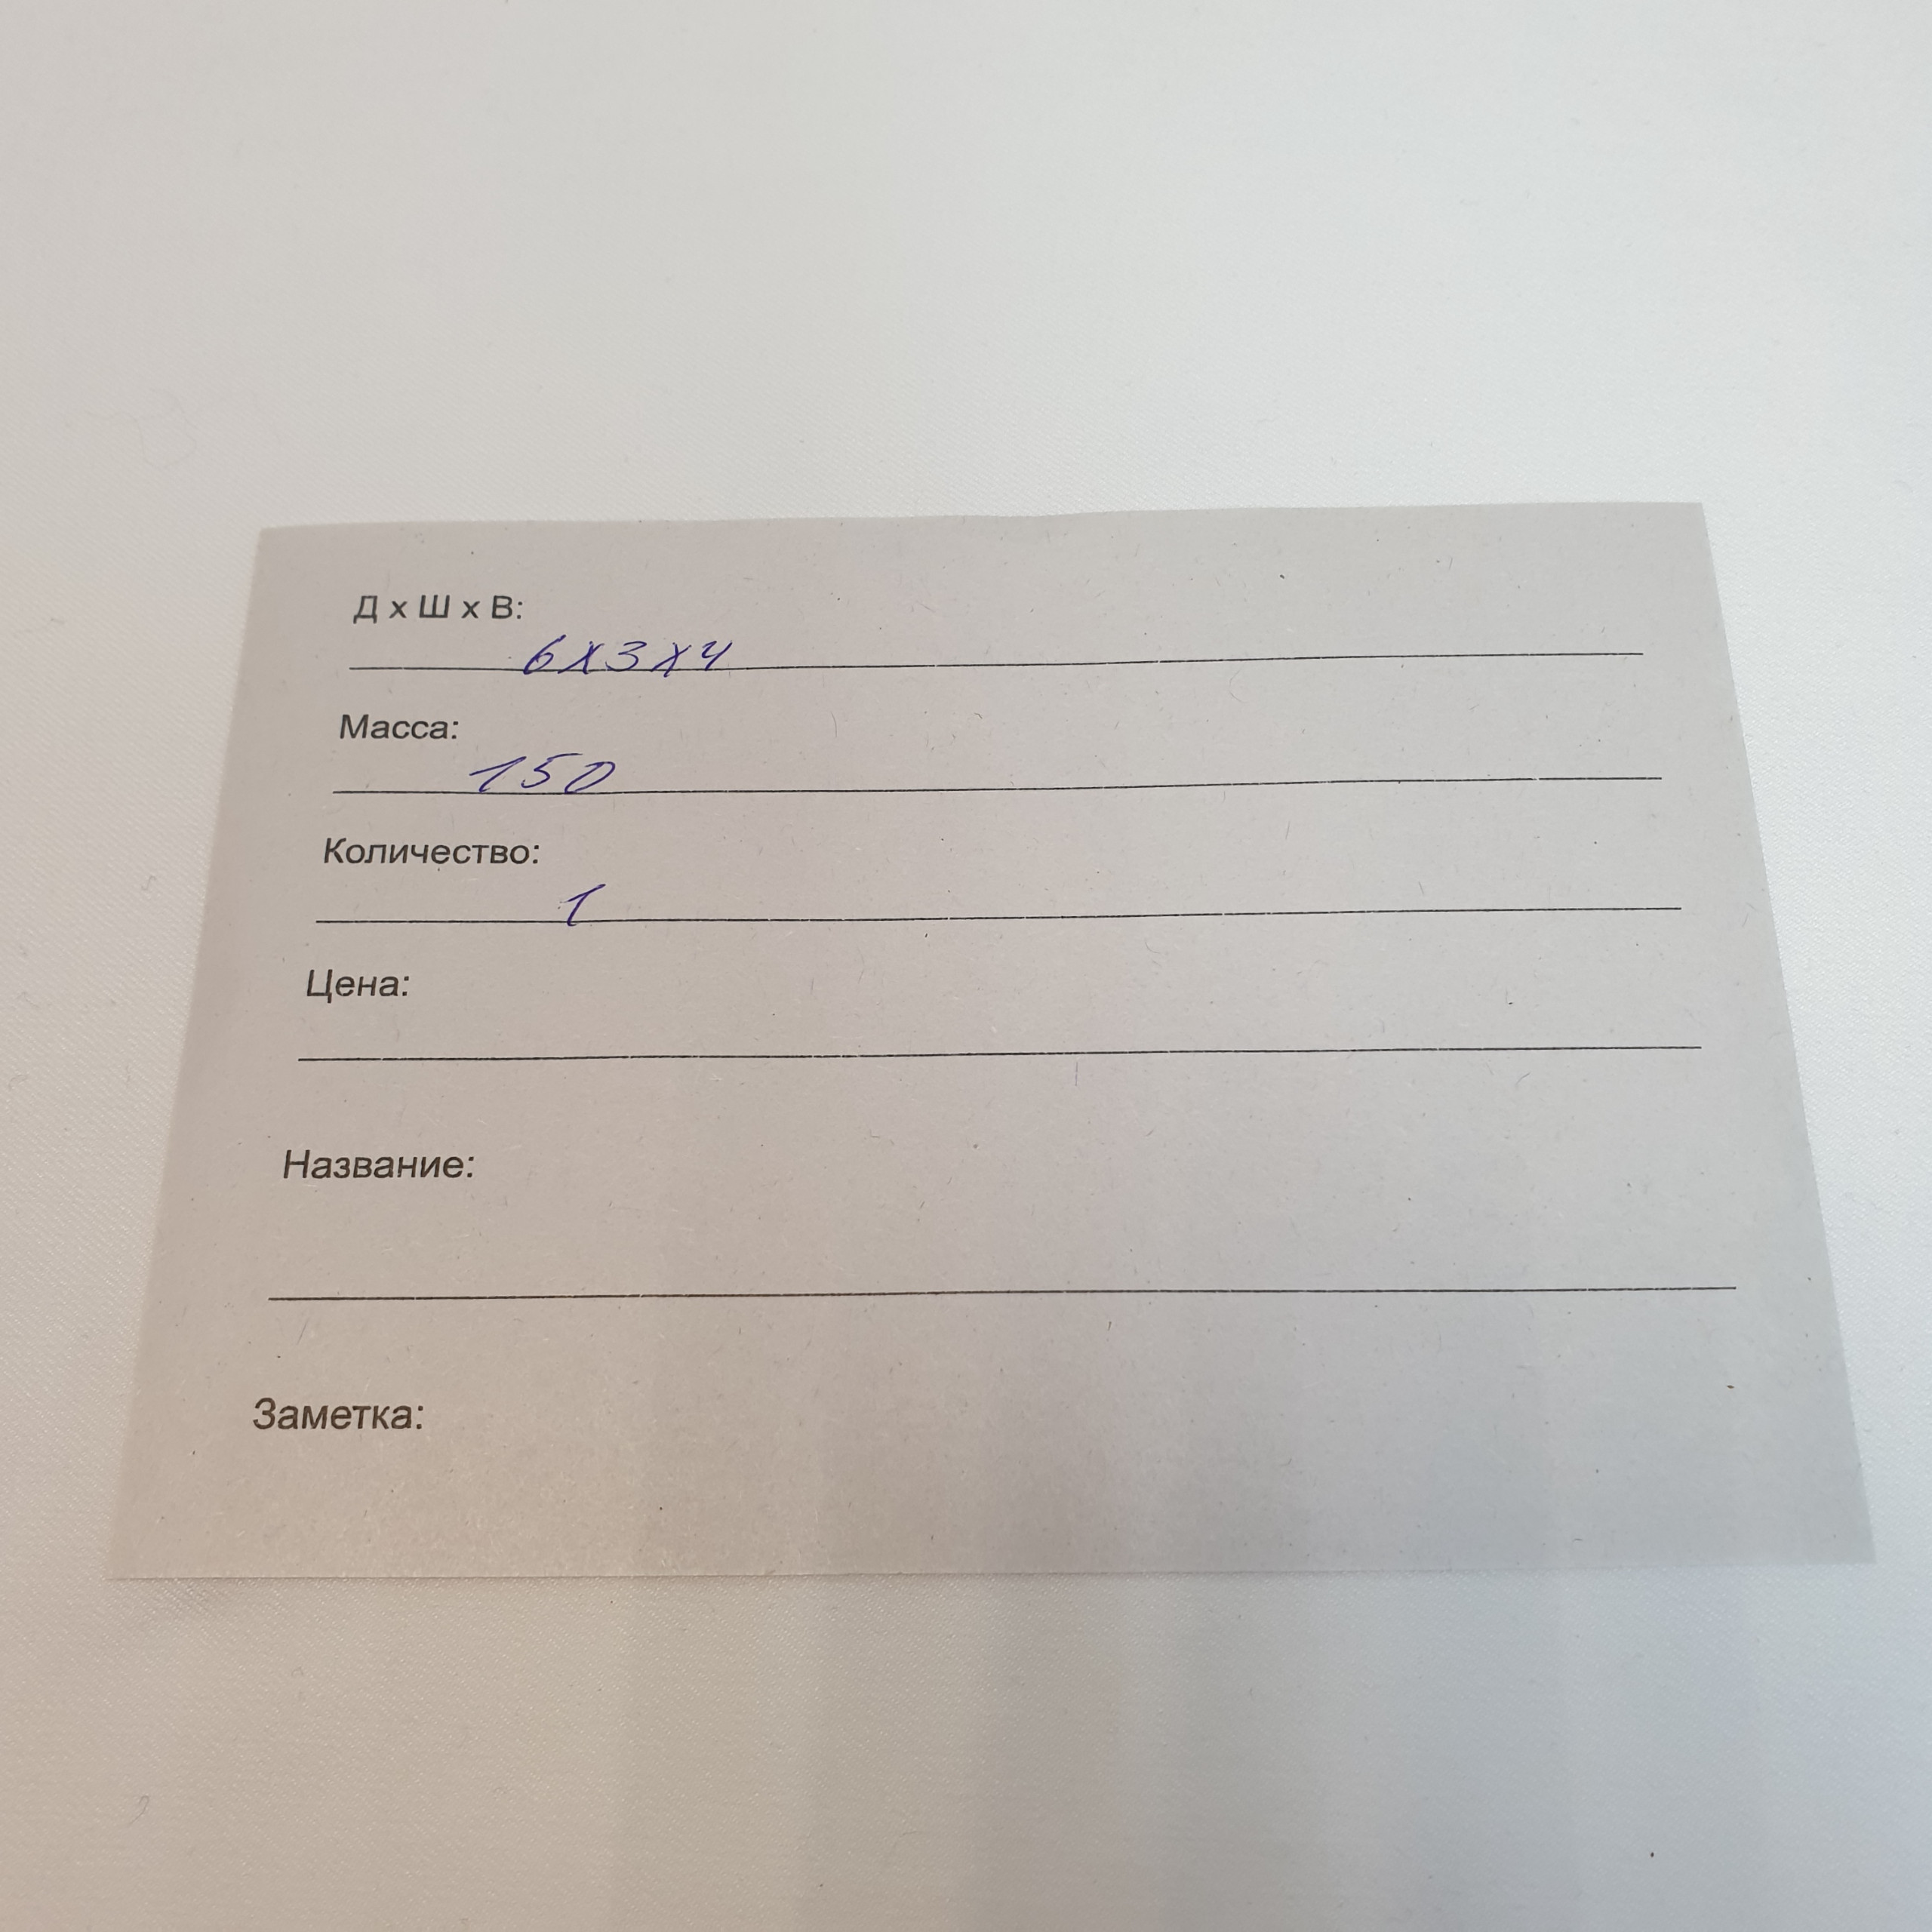 Д х Ш х В:
6х3х4
Масса:
150
Количество:
1
Цена:
Название:
Заметка: